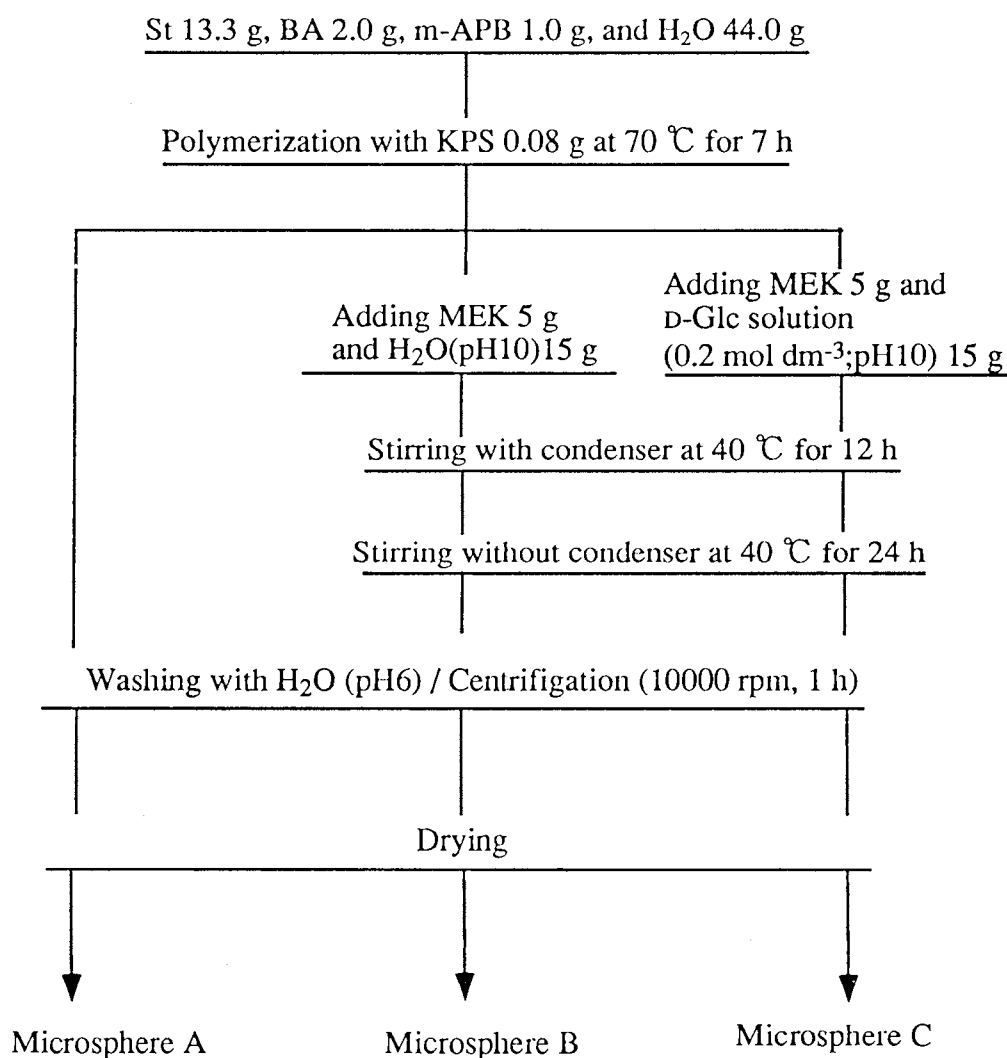 St 13.3 g, BA 2.0 g, m-APB 1.0 g, and H₂O 44.0 g
Polymerization with KPS 0.08 g at 70 ℃ for 7 h
Adding MEK 5 g
and H₂O(pH10)15 g
Adding MEK 5 g and
D-Glc solution
(0.2 mol dm⁻³;pH10) 15 g
Stirring with condenser at 40 ℃ for 12 h
Stirring without condenser at 40 ℃ for 24 h
Washing with H₂O (pH6) / Centrifigation (10000 rpm, 1 h)
Drying
Microsphere A
Microsphere B
Microsphere C